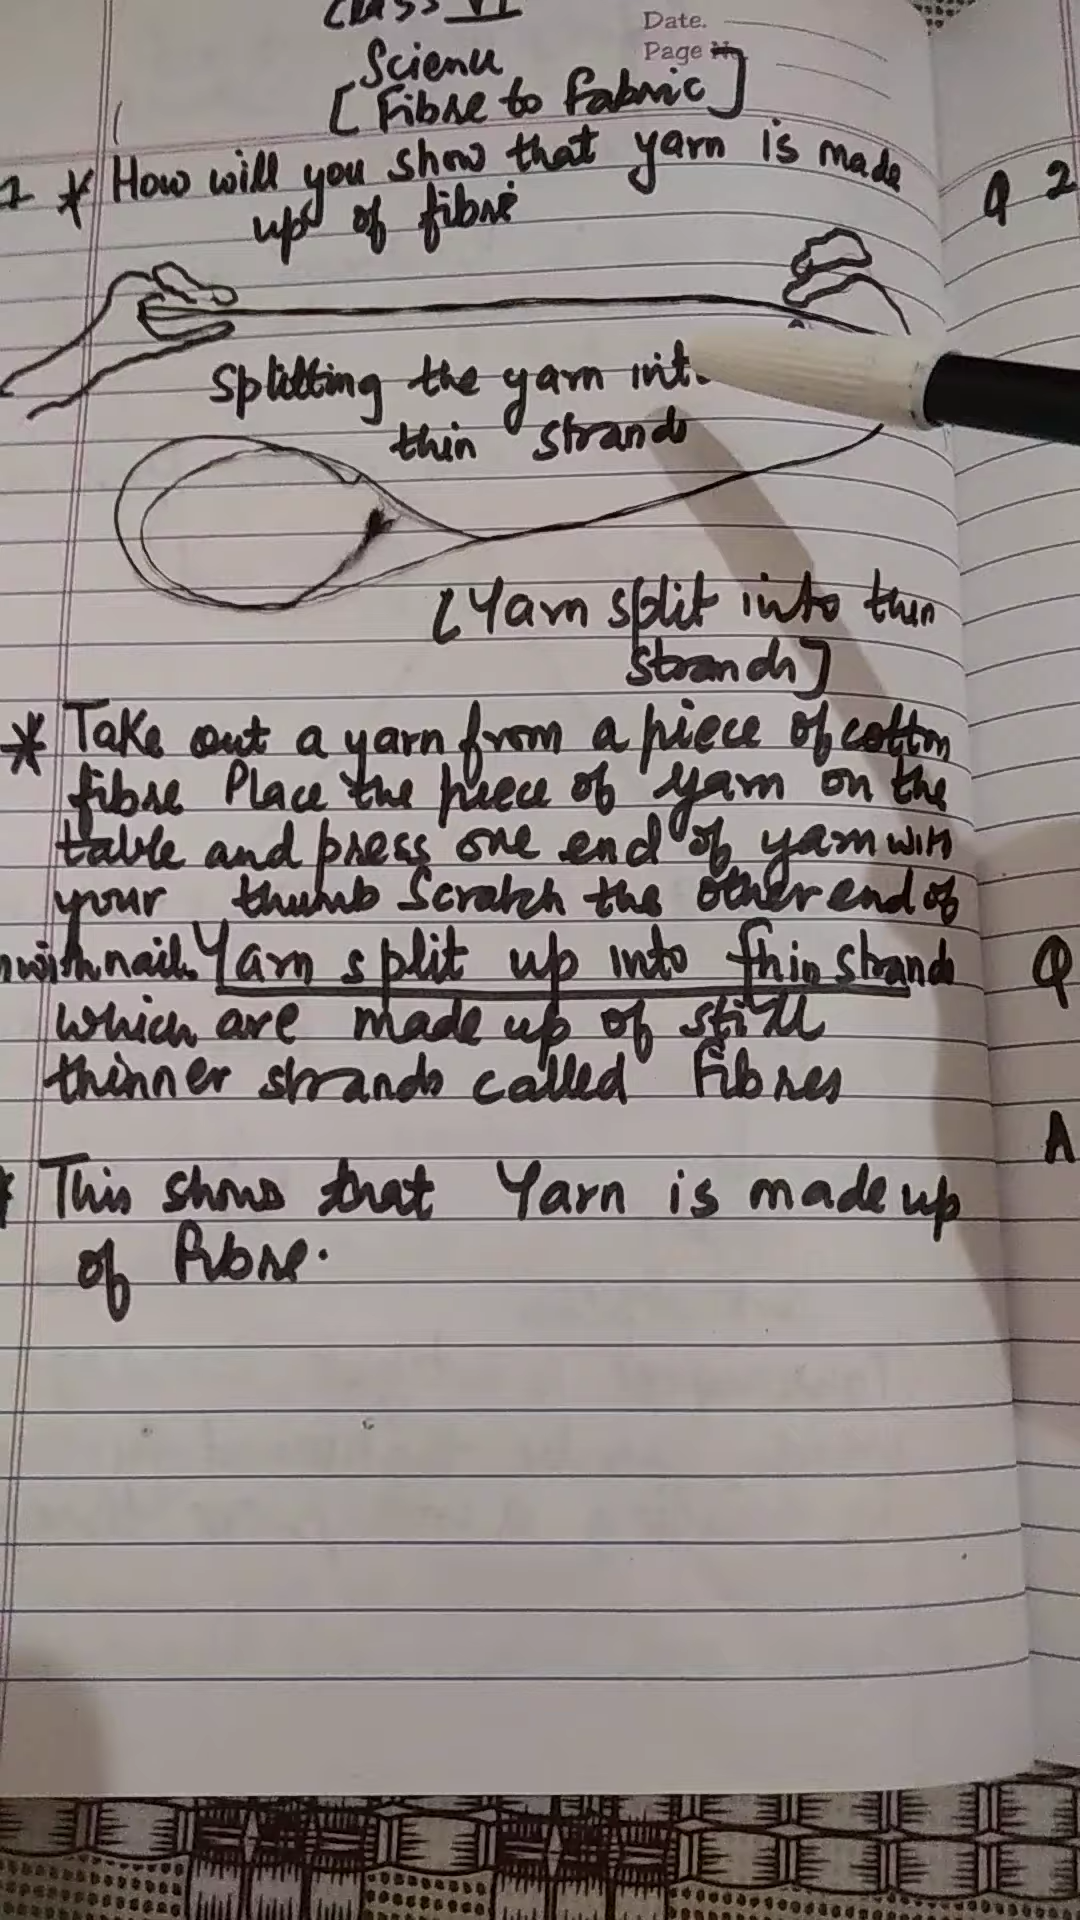 Class VI
Date.
Science
Page No.
[Fibre to Fabric]
1 * How will you show that yarn is made
up of fibre
Q 2
Splitting the yarn into
thin strands
[Yarn split into thin
strands]
* Take out a yarn from a piece of cotton
fibre Place the piece of yarn on the
table and press one end of yarn with
your thumb Scratch the other end of
with nail. Yarn split up into thin strands
Q
which are made up of still
thinner strands called Fibres
A
* This shows that Yarn is made up
of Fibre.